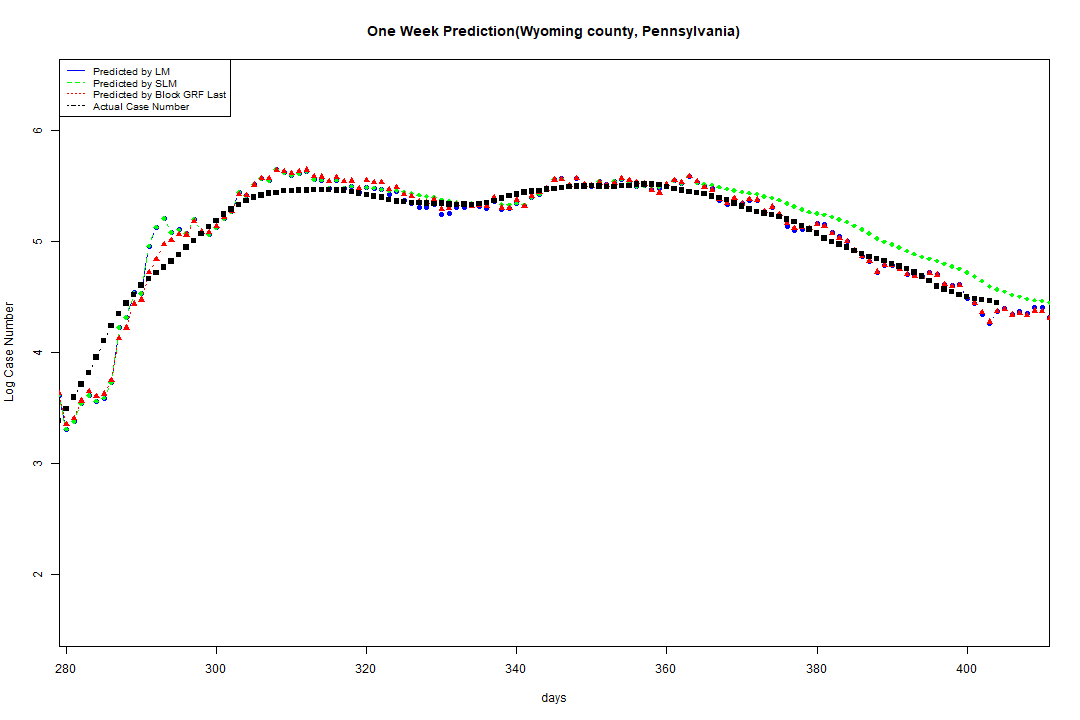 One Week Prediction(Wyoming county, Pennsylvania)
Predicted by LM
Predicted by SLM
Predicted by Block GRF Last
Actual Case Number
6
5
4
3
2
Log Case Number
280 300 320 340 360 380 400
days